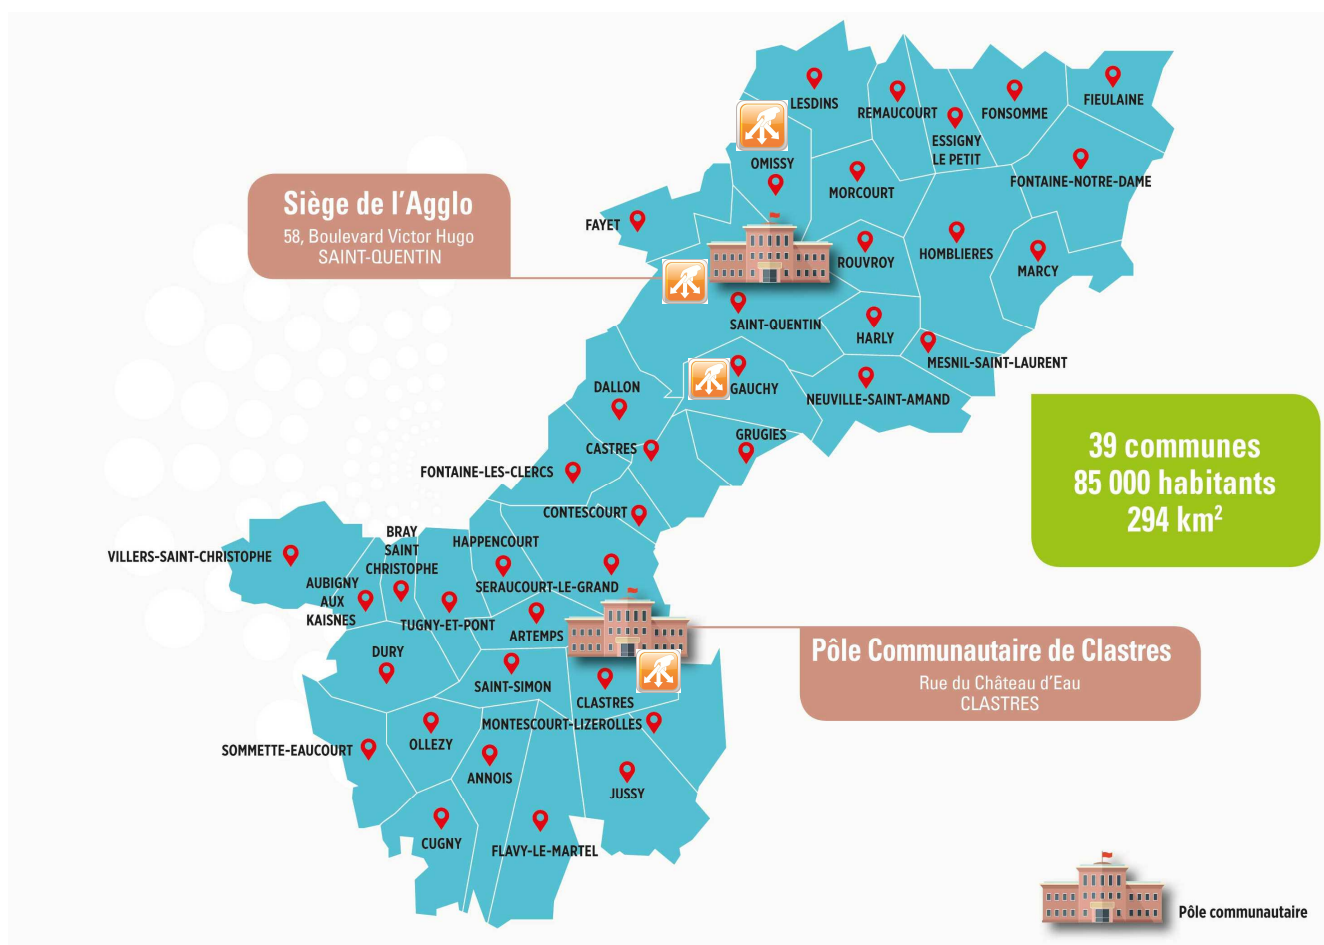 LESDINS
REMAUCOURT
ESSIGNY
LE PETIT
FONSOMME
FIEULAINE
OMISSY
MORCOURT
FONTAINE-NOTRE-DAME
Siège de l'Agglo
58, Boulevard Victor Hugo
SAINT-QUENTIN
FAYET
ROUVROY
HOMBLIERES
MARCY
SAINT-QUENTIN
HARLY
MESNIL-SAINT-LAURENT
DALLON
GAUCHY
NEUVILLE-SAINT-AMAND
CASTRES
GRUGIES
39 communes
85 000 habitants
294 km²
FONTAINE-LES-CLERCS
CONTESCOURT
VILLERS-SAINT-CHRISTOPHE
BRAY
SAINT
CHRISTOPHE
HAPPENCOURT
AUBIGNY
AUX
KAISNES
SERAUCOURT-LE-GRAND
TUGNY-ET-PONT
ARTEMPS
DURY
SAINT-SIMON
CLASTRES
Pôle Communautaire de Clastres
Rue du Château d'Eau
CLASTRES
MONTESCOURT-LIZEROLLES
SOMMETTE-EAUCOURT
OLLEZY
ANNOIS
JUSSY
CUGNY
FLAVY-LE-MARTEL
Pôle communautaire